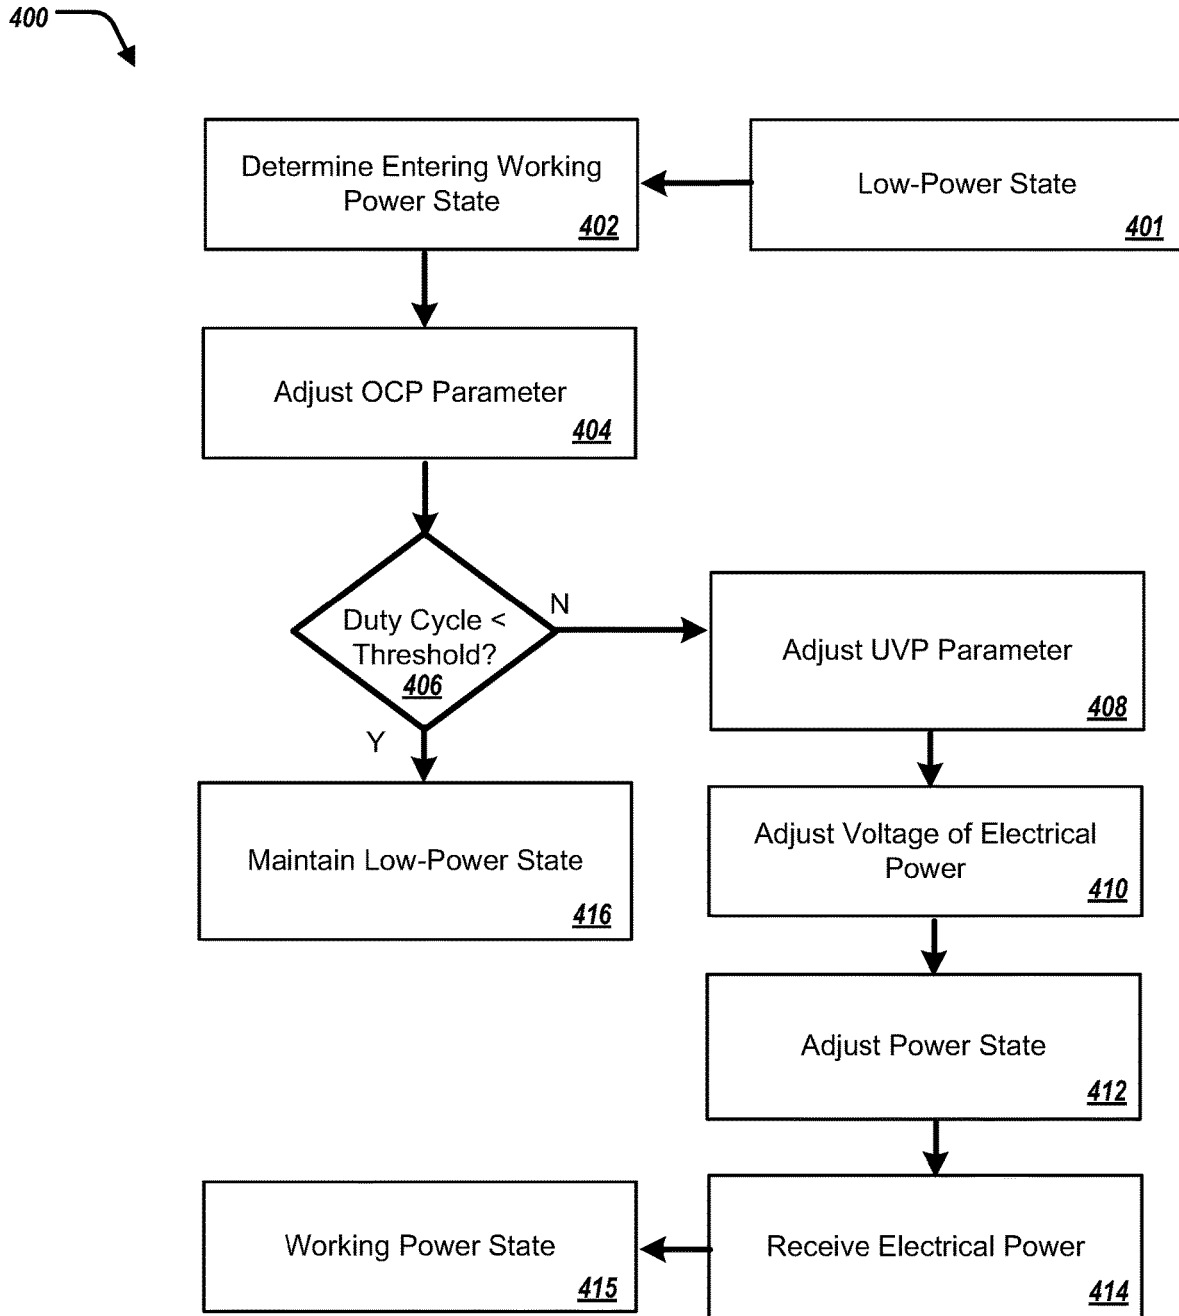 400
Determine Entering Working
Power State
402
Low-Power State
401
Adjust OCP Parameter
404
Duty Cycle <
Threshold?
406
N
Y
Adjust UVP Parameter
408
Maintain Low-Power State
416
Adjust Voltage of Electrical
Power
410
Adjust Power State
412
Working Power State
415
Receive Electrical Power
414